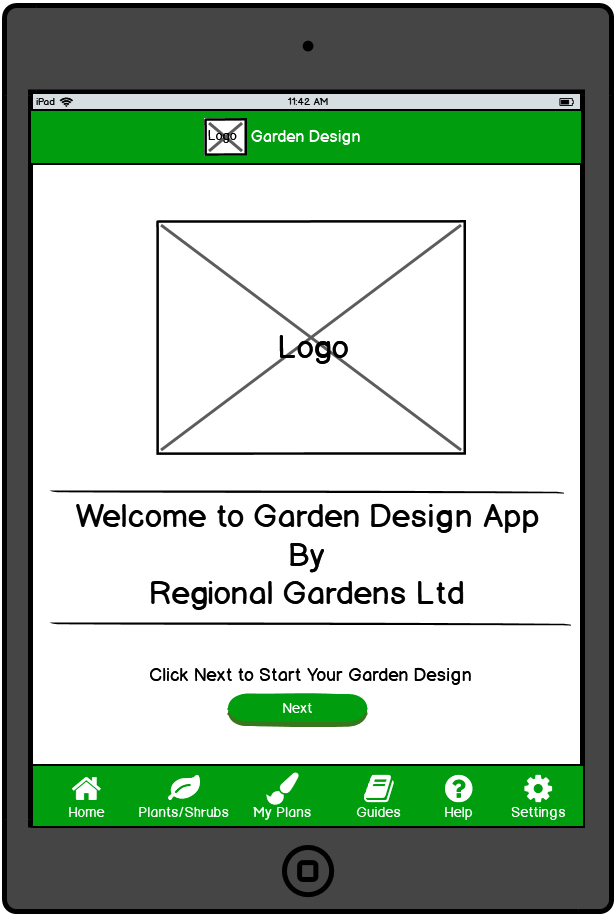 iPad 11:42 AM
Logo Garden Design
Logo
Welcome to Garden Design App
By
Regional Gardens Ltd
Click Next to Start Your Garden Design
Next
Home Plants/Shrubs My Plans Guides Help Settings